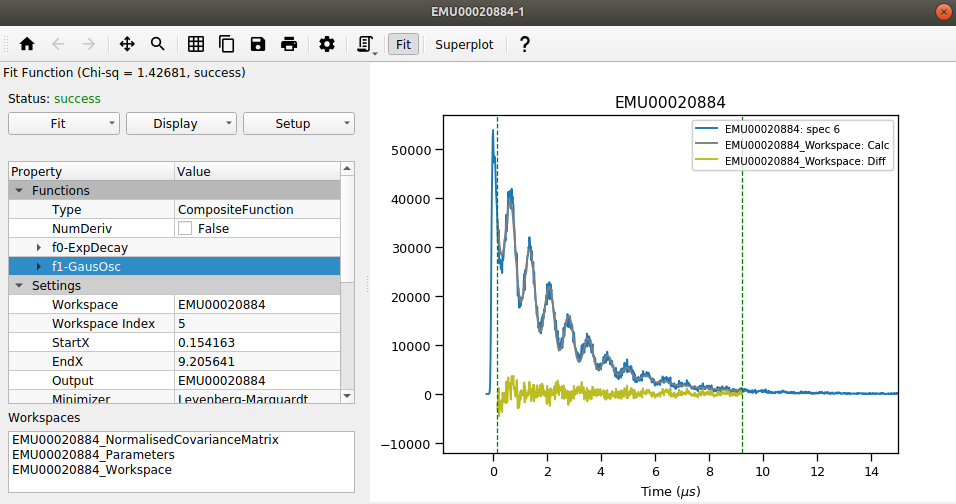 EMU00020884-1
Fit Superplot ?
Fit Function (Chi-sq = 1.42681, success)
Status: success
Fit Display Setup
Property Value
Functions
Type CompositeFunction
NumDeriv False
f0-ExpDecay
f1-GausOsc
Settings
Workspace EMU00020884
Workspace Index 5
StartX 0.154163
EndX 9.205641
Output EMU00020884
Minimizer Levenberg-Marquardt
Workspaces
EMU00020884_NormalisedCovarianceMatrix
EMU00020884_Parameters
EMU00020884_Workspace
EMU00020884
EMU00020884: spec 6
EMU00020884_Workspace: Calc
EMU00020884_Workspace: Diff
50000
40000
30000
20000
10000
0
−10000
0 2 4 6 8 10 12 14
Time (μs)